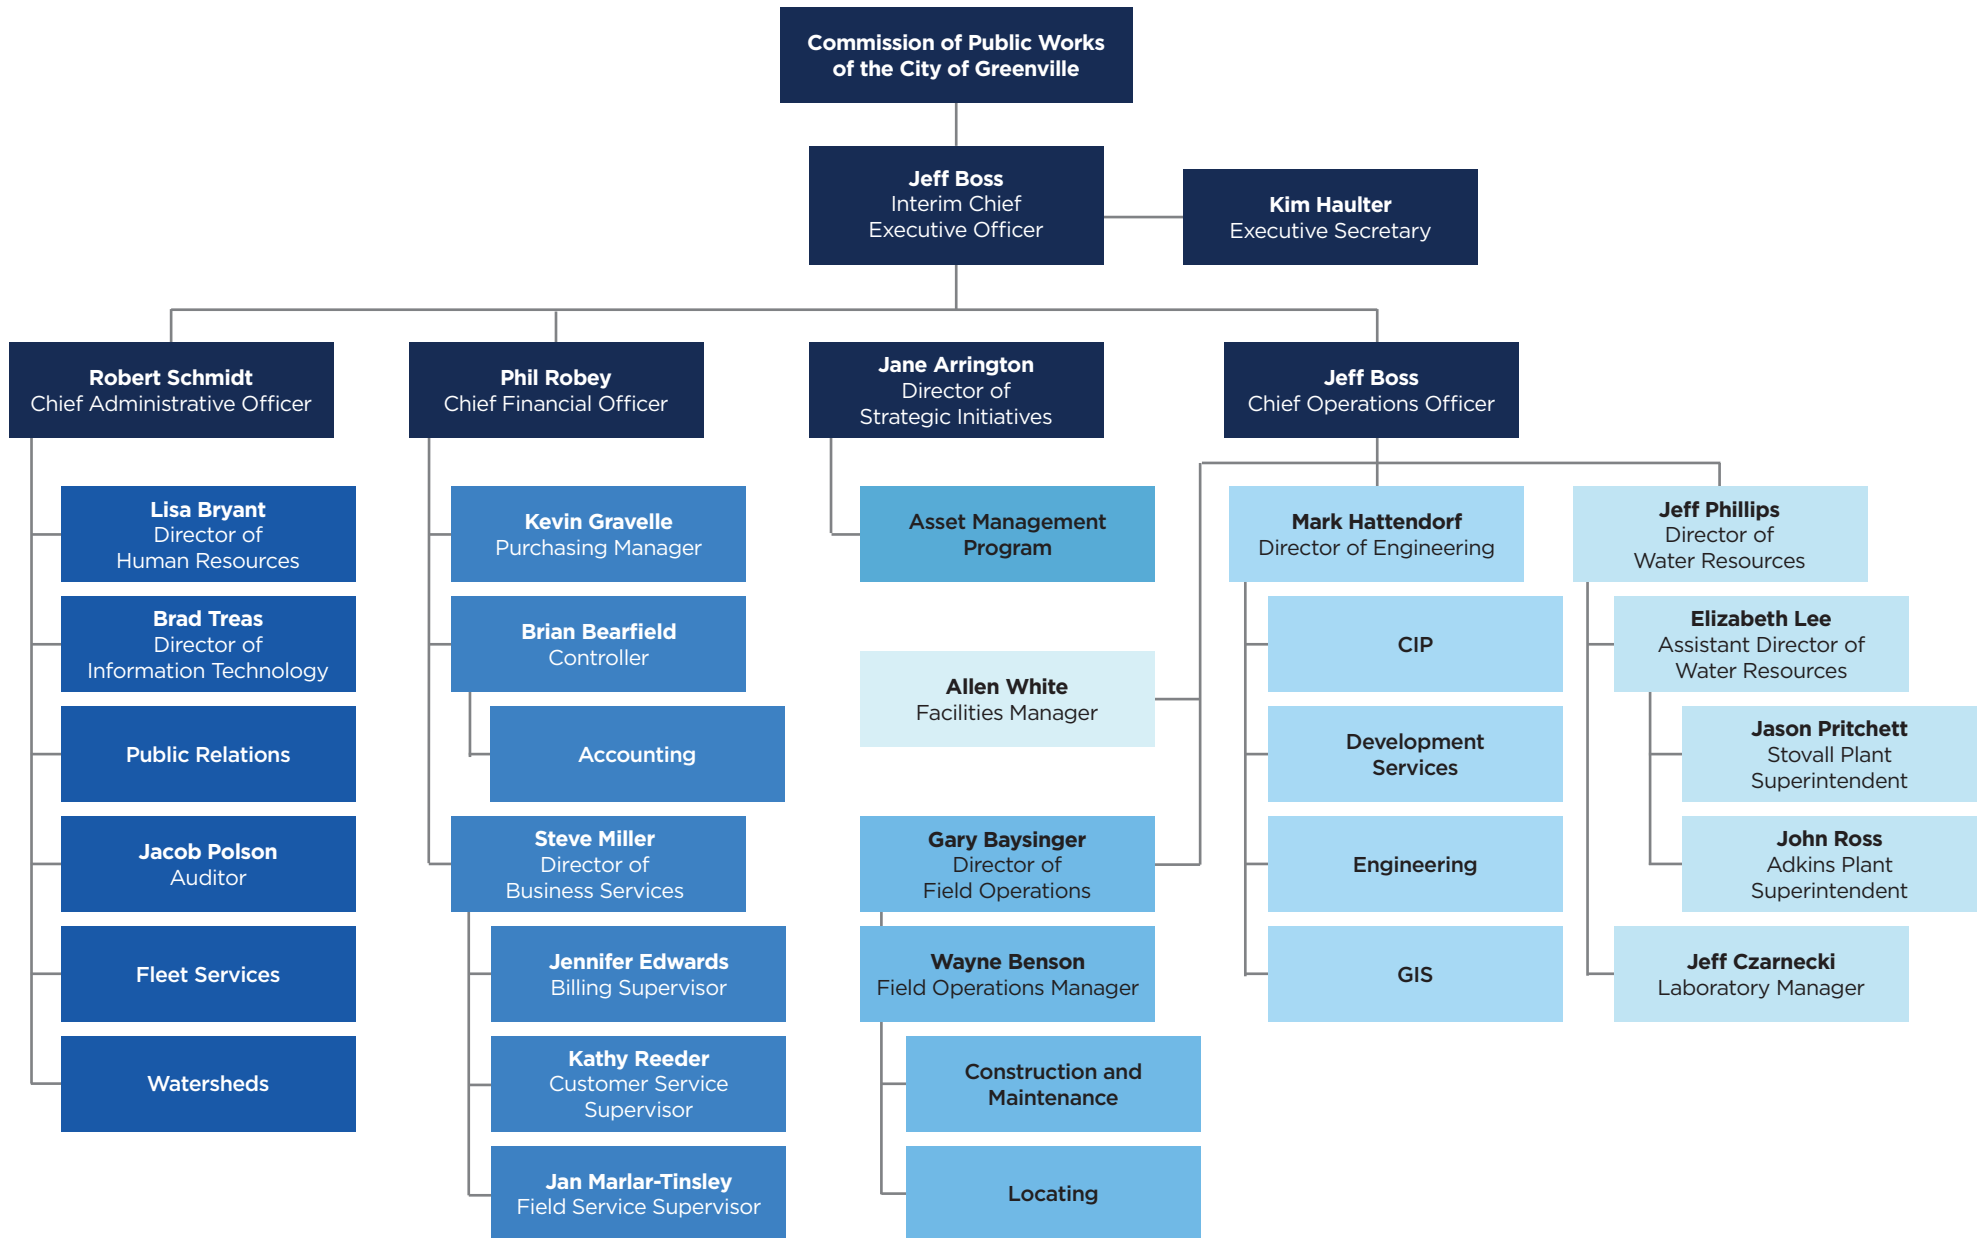 Commission of Public Works
of the City of Greenville
Jeff Boss
Interim Chief
Executive Officer
Kim Haulter
Executive Secretary
Robert Schmidt
Chief Administrative Officer
Phil Robey
Chief Financial Officer
Jane Arrington
Director of
Strategic Initiatives
Jeff Boss
Chief Operations Officer
Lisa Bryant
Director of
Human Resources
Brad Treas
Director of
Information Technology
Public Relations
Jacob Polson
Auditor
Fleet Services
Watersheds
Kevin Gravelle
Purchasing Manager
Brian Bearfield
Controller
Accounting
Steve Miller
Director of
Business Services
Jennifer Edwards
Billing Supervisor
Kathy Reeder
Customer Service
Supervisor
Jan Marlar-Tinsley
Field Service Supervisor
Asset Management
Program
Allen White
Facilities Manager
Gary Baysinger
Director of
Field Operations
Wayne Benson
Field Operations Manager
Construction and
Maintenance
Locating
Mark Hattendorf
Director of Engineering
CIP
Development
Services
Engineering
GIS
Jeff Phillips
Director of
Water Resources
Elizabeth Lee
Assistant Director of
Water Resources
Jason Pritchett
Stovall Plant
Superintendent
John Ross
Adkins Plant
Superintendent
Jeff Czarnecki
Laboratory Manager